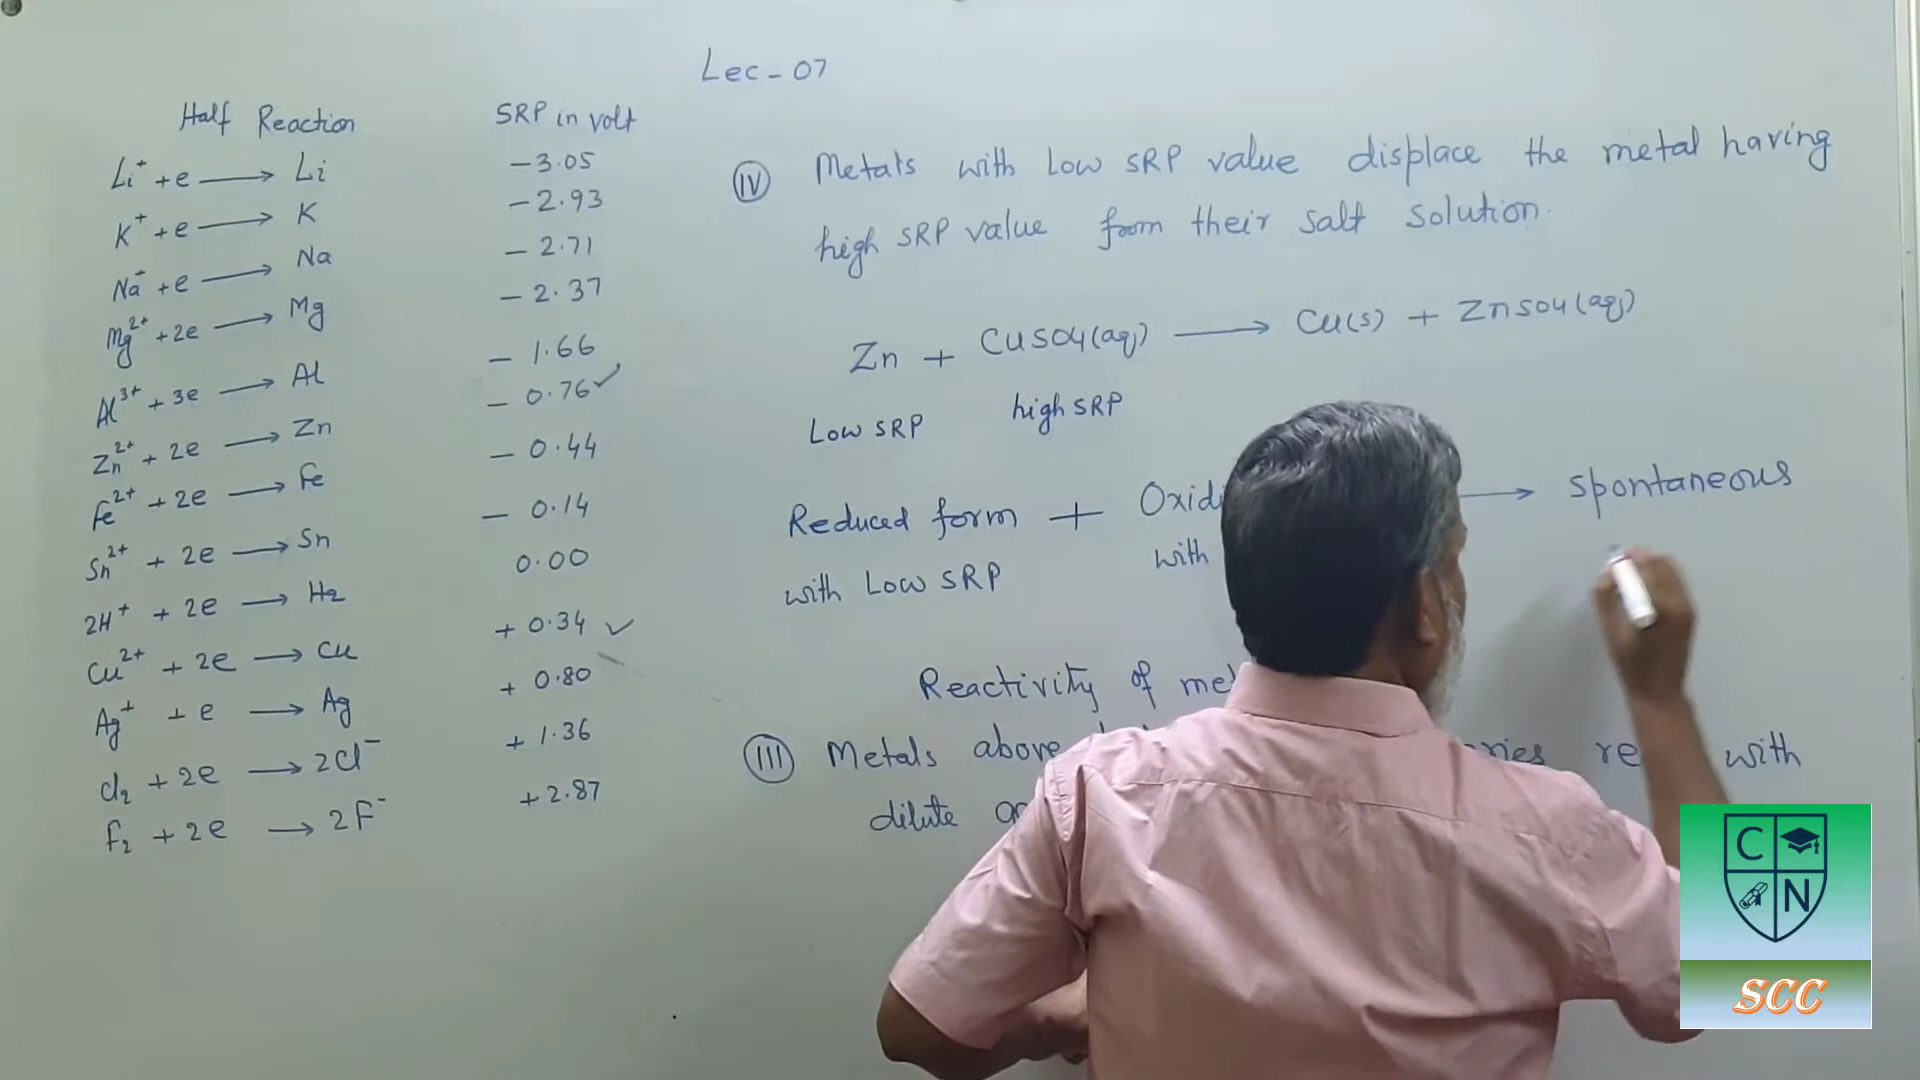 Lec - 07
Half Reaction SRP in volt
Li⁺ + e ⟶ Li − 3.05
K⁺ + e ⟶ K − 2.93
Na⁺ + e ⟶ Na − 2.71
Mg²⁺ + 2e ⟶ Mg − 2.37
Al³⁺ + 3e ⟶ Al − 1.66
Zn²⁺ + 2e ⟶ Zn − 0.76 ✓
Fe²⁺ + 2e ⟶ Fe − 0.44
Sn²⁺ + 2e ⟶ Sn − 0.14
2H⁺ + 2e ⟶ H₂ 0.00
Cu²⁺ + 2e ⟶ Cu + 0.34 ✓
Ag⁺ + e ⟶ Ag + 0.80
Cl₂ + 2e ⟶ 2Cl⁻ + 1.36
F₂ + 2e ⟶ 2F⁻ + 2.87
(IV) Metals with Low SRP value displace the metal having
high SRP value from their salt solution.
Zn + CuSO4(aq) ⟶ Cu(s) + ZnSO4(aq)
Low SRP high SRP
Reduced form + ⟶ spontaneous
with Low SRP with
Reactivity of
(III) Metals above with
dilute
C
N
SCC